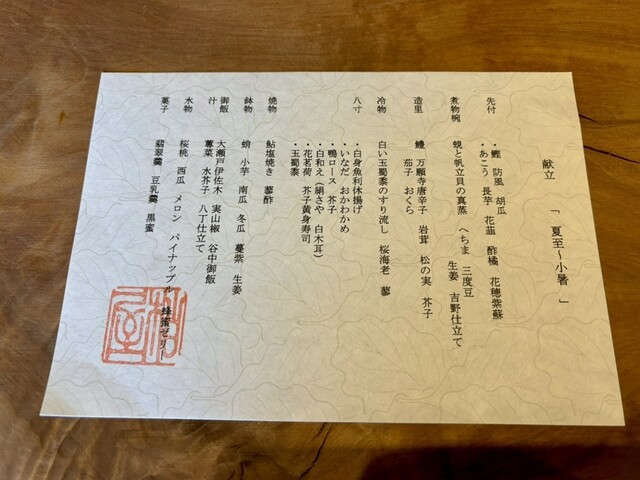 献立 「 夏至〜小暑 」
先付 ・鰹 防風 胡瓜
・あこう 長芋 花韮 酢橘 花穂紫蘇
煮物椀 蜆と帆立貝の真蒸 へちま 三度豆
生姜 吉野仕立て
造里 鱧 万願寺唐辛子 岩茸 松の実 芥子
茄子 おくら
冷物 白い玉蜀黍のすり流し 桜海老 蓼
八寸 ・白身魚利休揚げ
・いなだ おかわかめ
・鴨ロース 芥子
・白和え(絹さや 白木耳)
・花茗荷 芥子黄身寿司
・玉蜀黍
焼物 鮎塩焼き 蓼酢
鉢物 蛸 小芋 南瓜 冬瓜 蔓紫 生姜
御飯 大瀬戸伊佐木 実山椒 谷中御飯
汁 蓴菜 水芥子 八丁仕立て
水物 桜桃 西瓜 メロン パイナップル 蜂蜜ゼリー
菓子 翡翠羹 豆乳羹 黒蜜